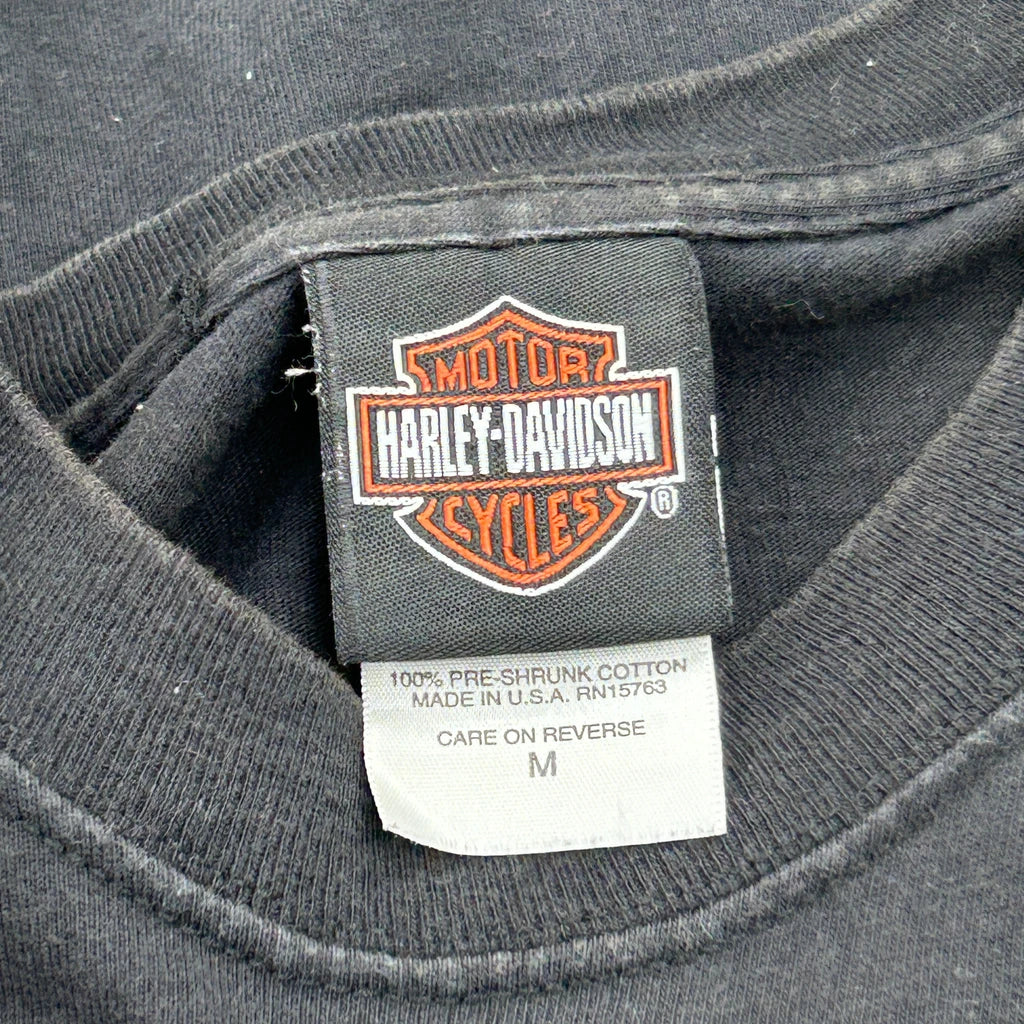 MOTOR
HARLEY-DAVIDSON
CYCLES ®
100% PRE-SHRUNK COTTON
MADE IN U.S.A. RN15763
CARE ON REVERSE
M